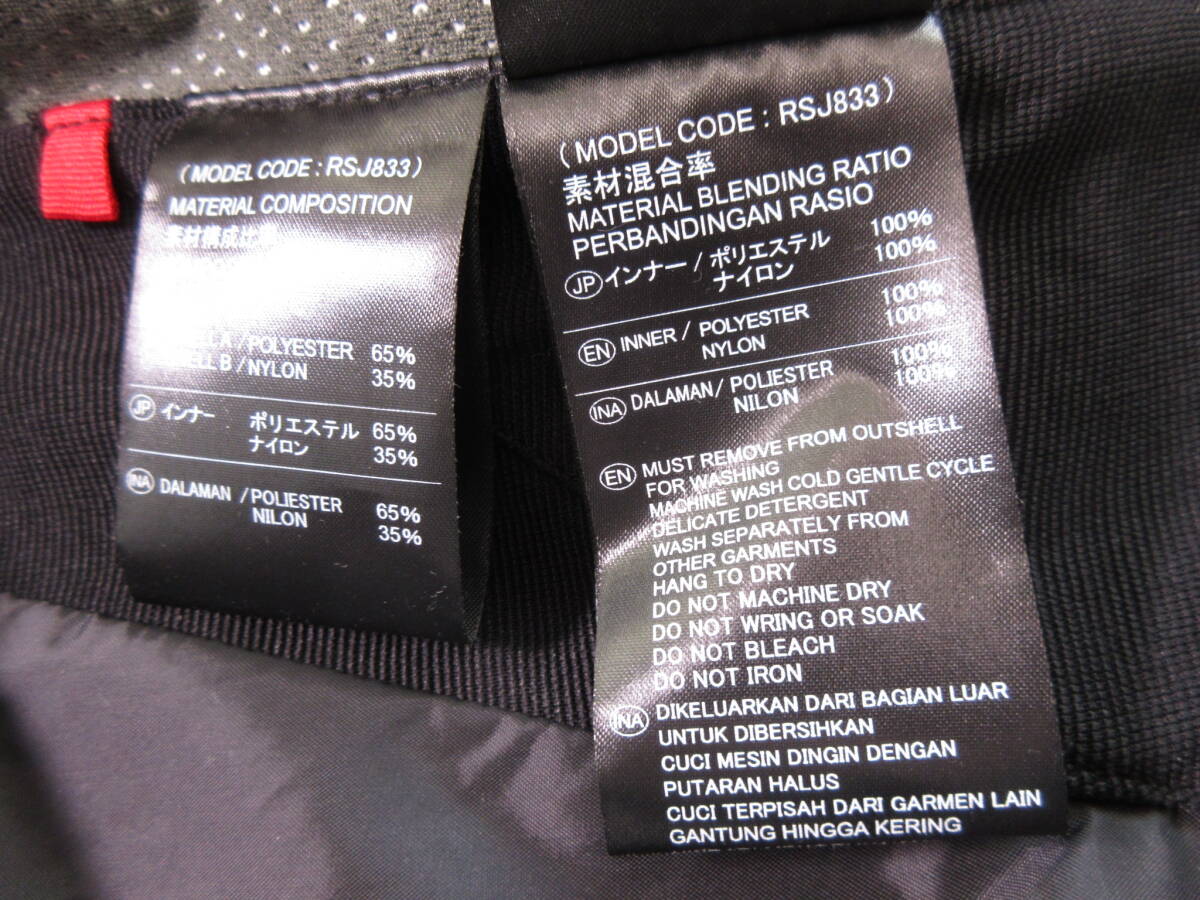 (MODEL CODE : RSJ833)
MATERIAL COMPOSITION
素材構成比率
/POLYESTER 65%
B / NYLON 35%
JP インナー ポリエステル 65%
ナイロン 35%
INA DALAMAN / POLIESTER 65%
NILON 35%
(MODEL CODE : RSJ833)
素材混合率
MATERIAL BLENDING RATIO
PERBANDINGAN RASIO
JP インナー / ポリエステル 100%
ナイロン 100%
EN INNER / POLYESTER 100%
NYLON 100%
INA DALAMAN/ POLIESTER 100%
NILON 100%
EN MUST REMOVE FROM OUTSHELL
FOR WASHING
MACHINE WASH COLD GENTLE CYCLE
DELICATE DETERGENT
WASH SEPARATELY FROM
OTHER GARMENTS
HANG TO DRY
DO NOT MACHINE DRY
DO NOT WRING OR SOAK
DO NOT BLEACH
DO NOT IRON
INA DIKELUARKAN DARI BAGIAN LUAR
UNTUK DIBERSIHKAN
CUCI MESIN DINGIN DENGAN
PUTARAN HALUS
CUCI TERPISAH DARI GARMEN LAIN
GANTUNG HINGGA KERING